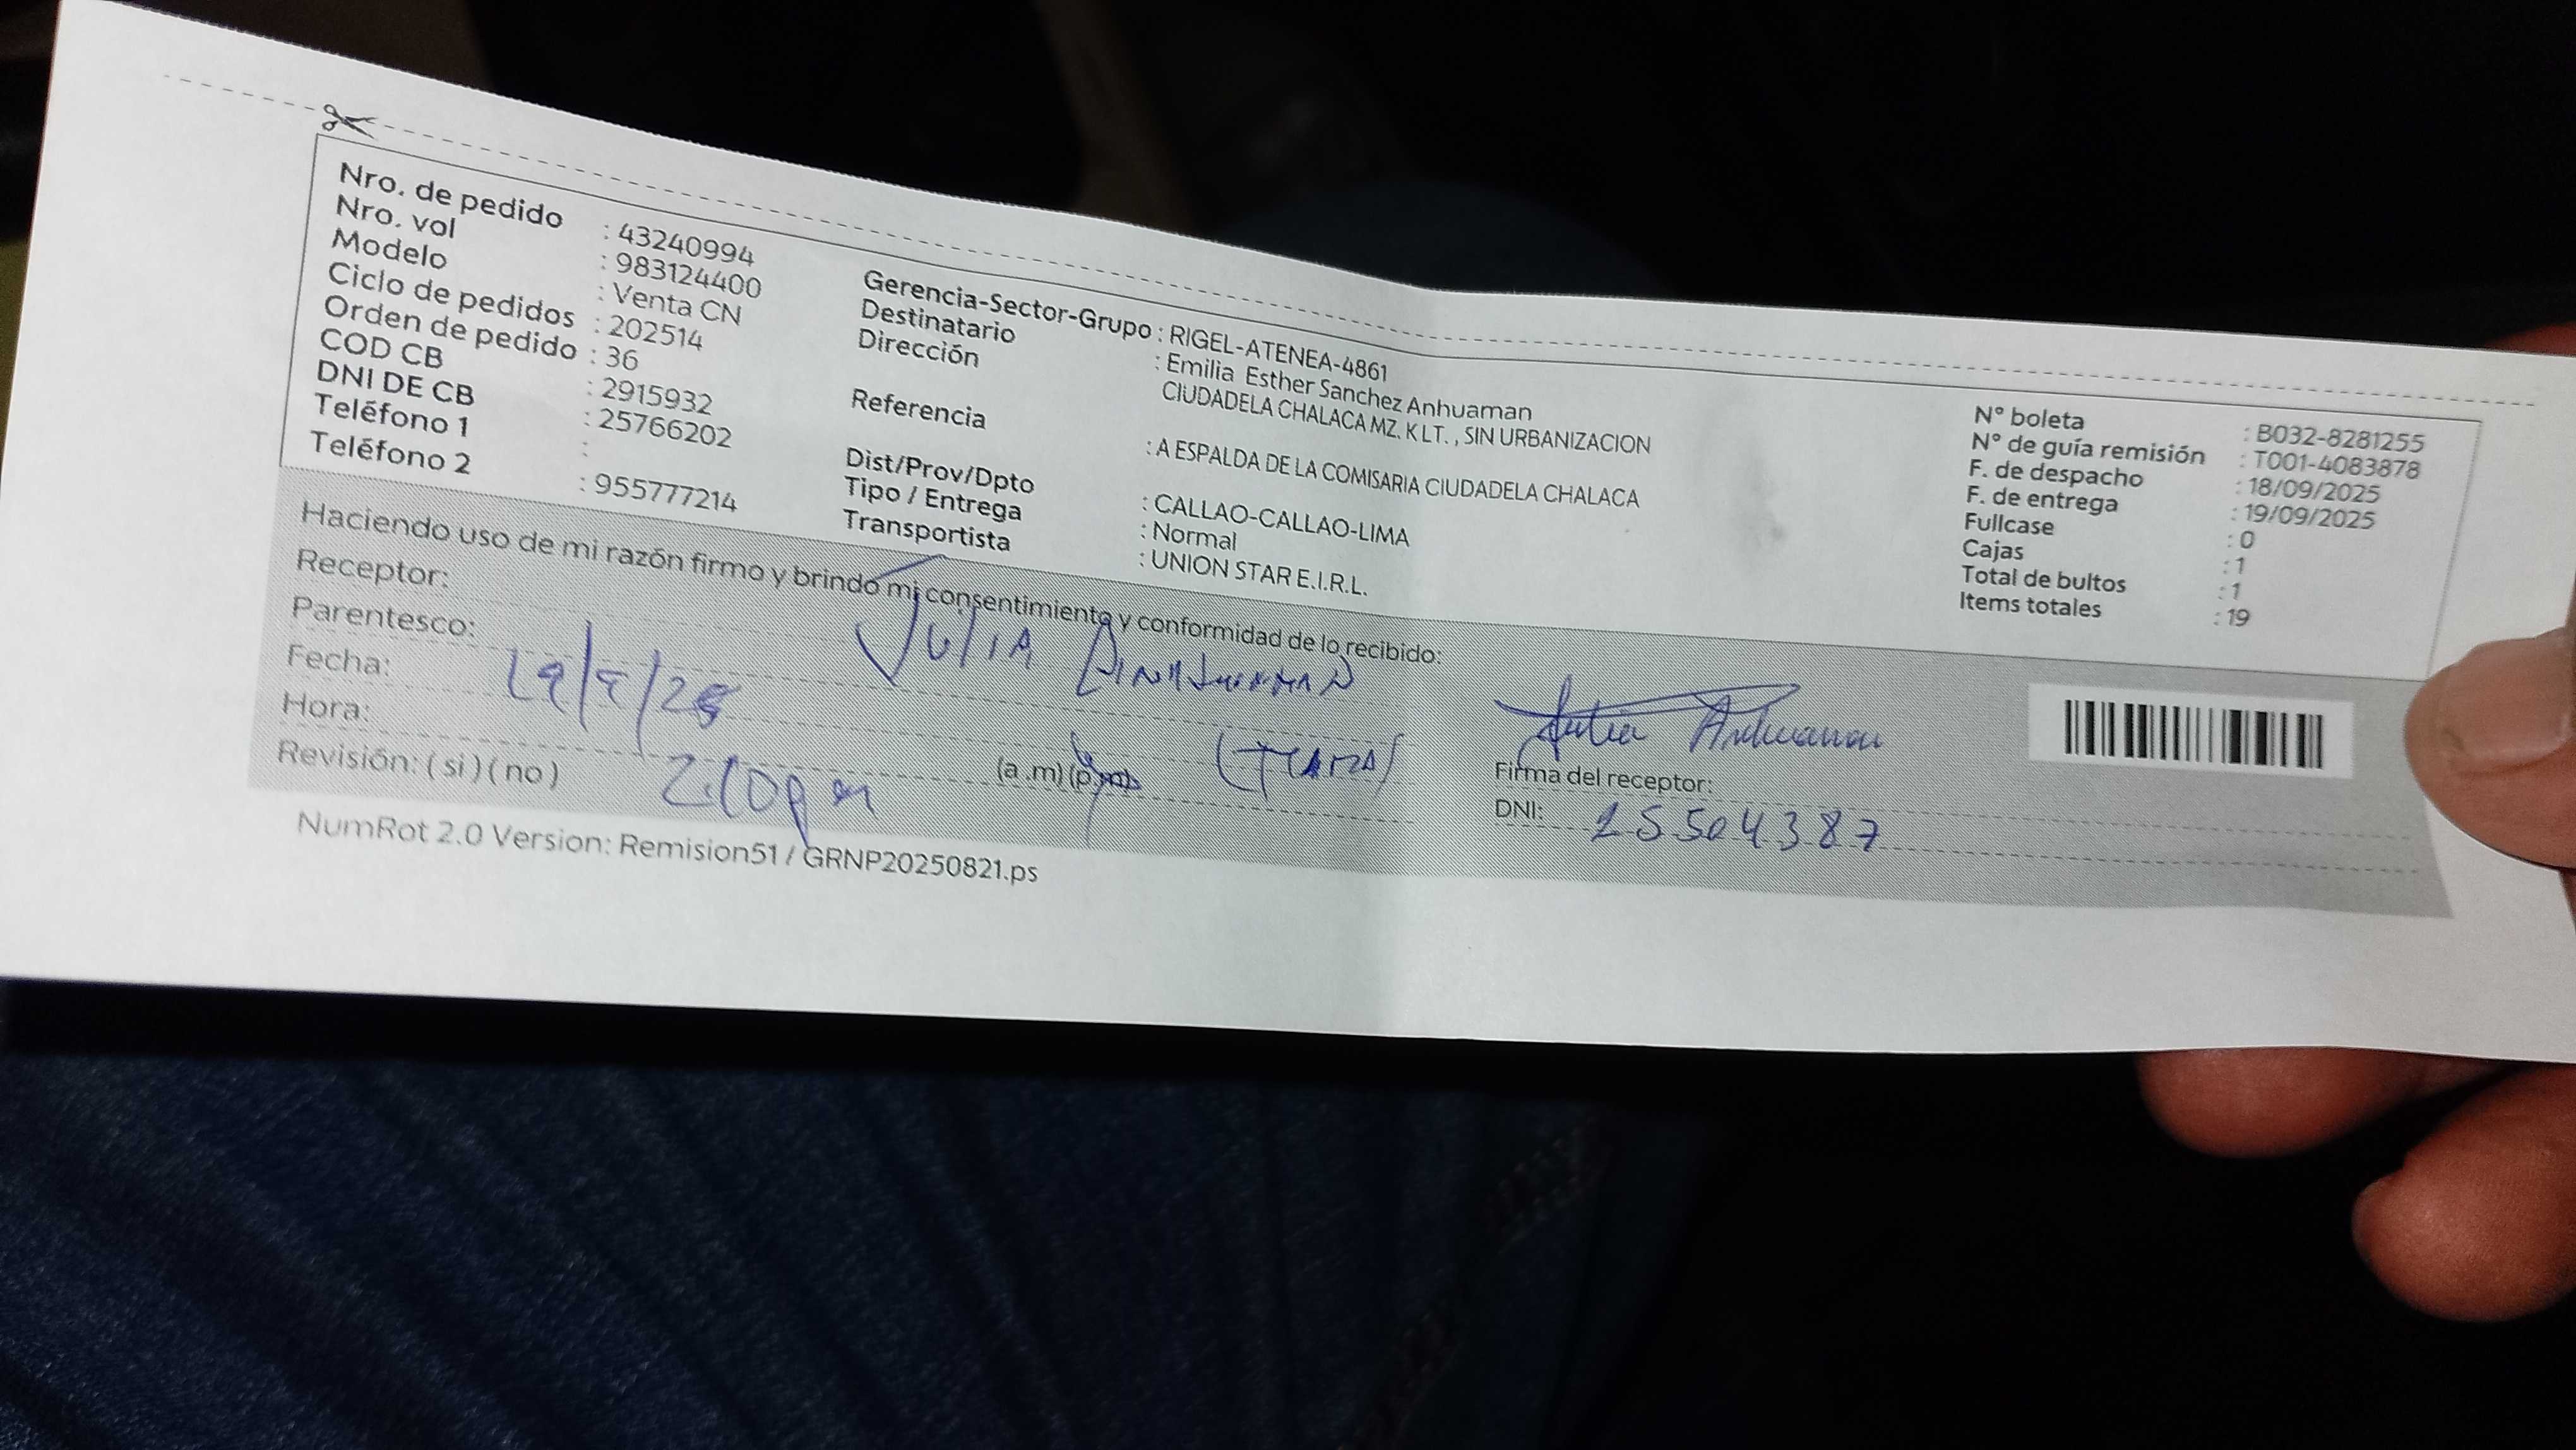 Nro. de pedido : 43240994
Nro. vol : 983124400
Modelo : Venta CN
Ciclo de pedidos : 202514
Orden de pedido : 36
COD CB : 2915932
DNI DE CB : 25766202
Teléfono 1 :
Teléfono 2 : 955777214
Gerencia-Sector-Grupo : RIGEL-ATENEA-4861
Destinatario : Emilia Esther Sanchez Anhuaman
Dirección CIUDADELA CHALACA MZ. K LT. , SIN URBANIZACION
Referencia : A ESPALDA DE LA COMISARIA CIUDADELA CHALACA
Dist/Prov/Dpto : CALLAO-CALLAO-LIMA
Tipo / Entrega : Normal
Transportista : UNION STAR E.I.R.L.
N° boleta : B032-8281255
N° de guía remisión : T001-4083878
F. de despacho : 18/09/2025
F. de entrega : 19/09/2025
Fullcase : 0
Cajas : 1
Total de bultos : 1
Items totales : 19
Haciendo uso de mi razón firmo y brindo mi consentimiento y conformidad de lo recibido:
Receptor: JULIA
Parentesco:
Fecha: 19/9/25
Hora: 2:10pm (a.m) (p.m)
Revisión: ( si ) ( no )
Julia Anhuaman
Firma del receptor:
DNI: 25504387
NumRot 2.0 Version: Remision51 / GRNP20250821.ps